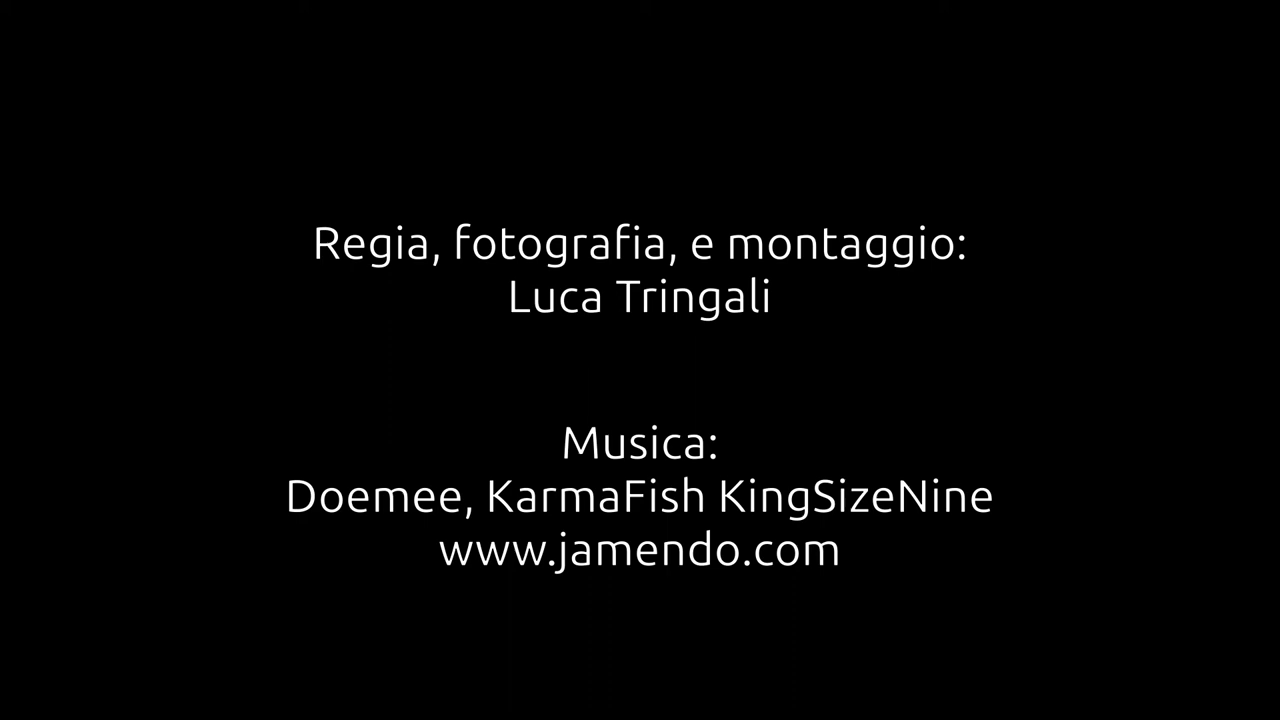 Regia, fotografia, e montaggio:
Luca Tringali
Musica:
Doemee, KarmaFish KingSizeNine
www.jamendo.com